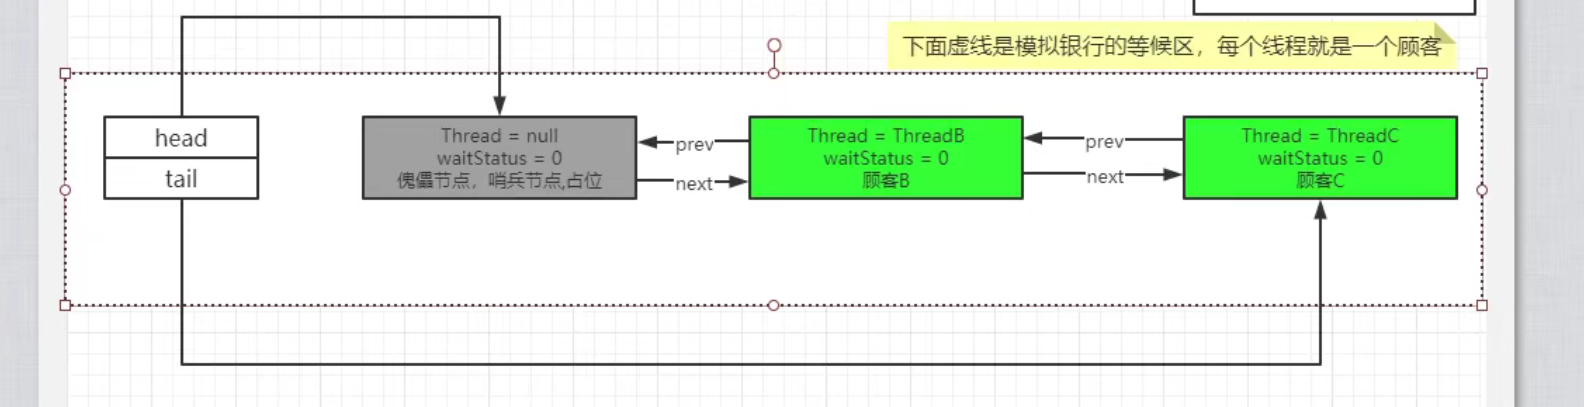 下面虚线是模拟银行的等候区，每个线程就是一个顾客
head
tail
Thread = null
waitStatus = 0
傀儡节点，哨兵节点,占位
prev
next
Thread = ThreadB
waitStatus = 0
顾客B
prev
next
Thread = ThreadC
waitStatus = 0
顾客C